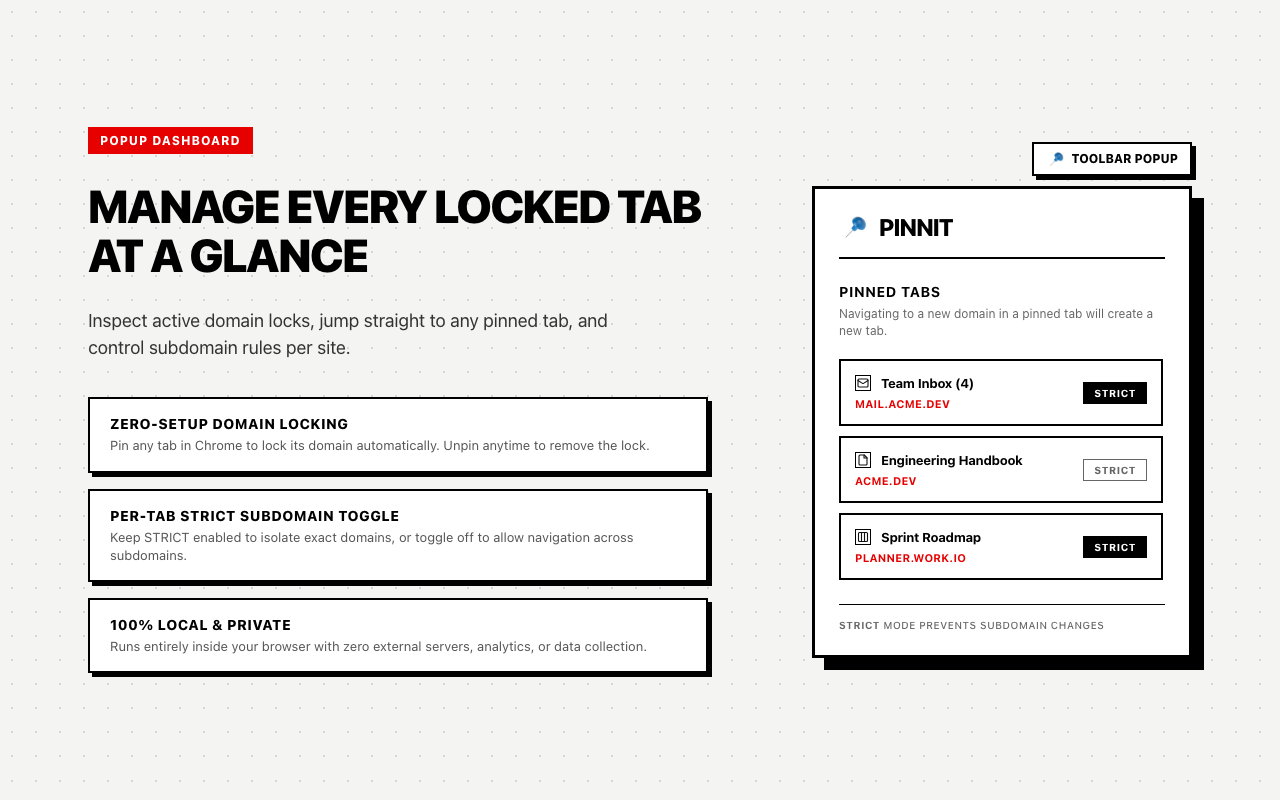 POPUP DASHBOARD
MANAGE EVERY LOCKED TAB
AT A GLANCE
Inspect active domain locks, jump straight to any pinned tab, and
control subdomain rules per site.
ZERO-SETUP DOMAIN LOCKING
Pin any tab in Chrome to lock its domain automatically. Unpin anytime to remove the lock.
PER-TAB STRICT SUBDOMAIN TOGGLE
Keep STRICT enabled to isolate exact domains, or toggle off to allow navigation across
subdomains.
100% LOCAL & PRIVATE
Runs entirely inside your browser with zero external servers, analytics, or data collection.
TOOLBAR POPUP
PINNIT
PINNED TABS
Navigating to a new domain in a pinned tab will create a
new tab.
Team Inbox (4)
MAIL.ACME.DEV
STRICT
Engineering Handbook
ACME.DEV
STRICT
Sprint Roadmap
PLANNER.WORK.IO
STRICT
STRICT MODE PREVENTS SUBDOMAIN CHANGES